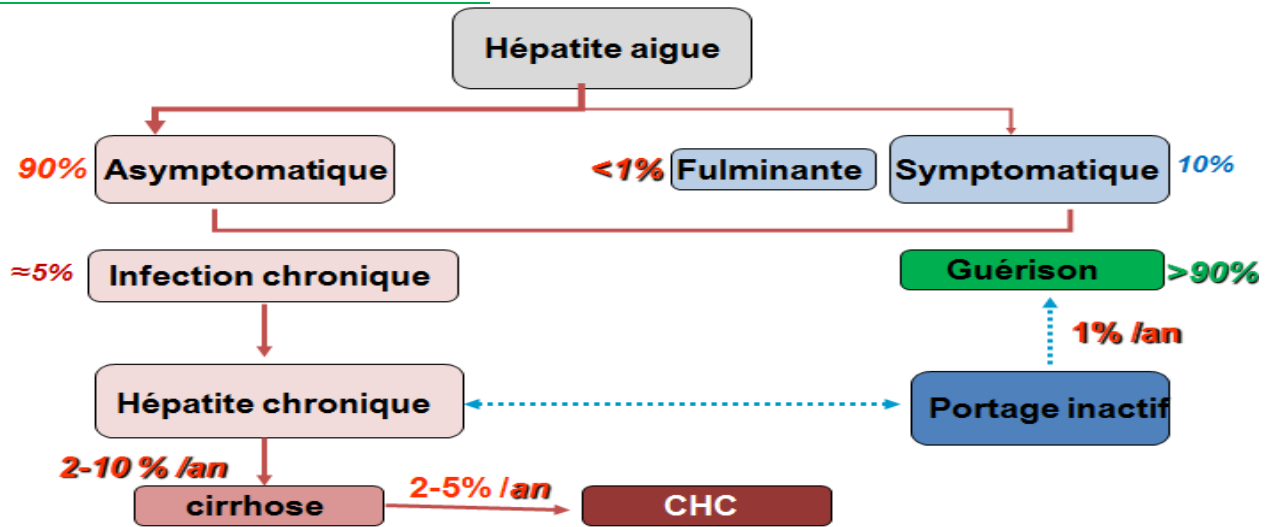 Hépatite aigue
90%
Asymptomatique
<1%
Fulminante
Symptomatique
10%
≈5%
Infection chronique
Guérison
>90%
1% /an
Hépatite chronique
Portage inactif
2-10 % /an
cirrhose
2-5% /an
CHC